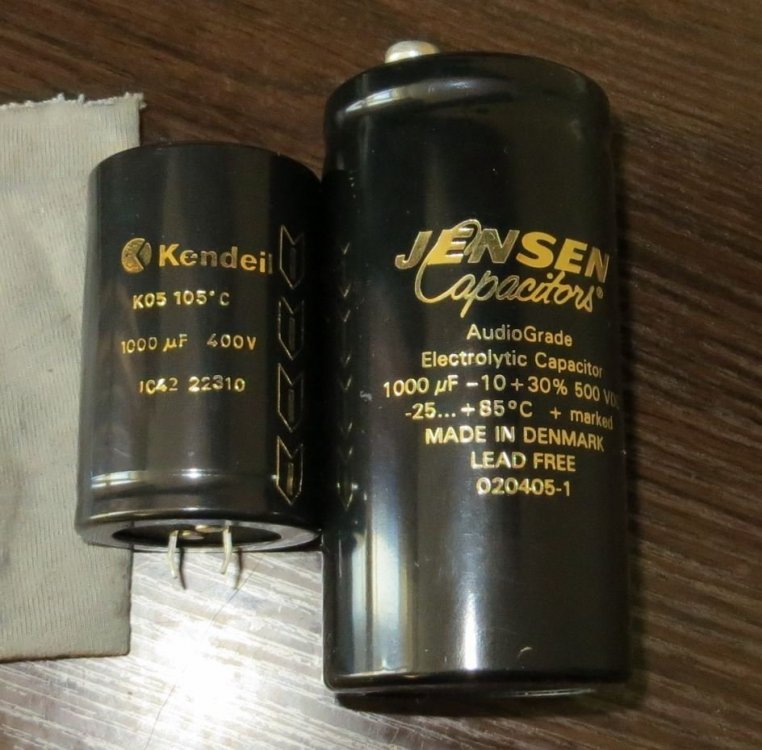 Kendeil
K05 105°C
1000 µF 400V
1042 22310
JENSEN
Capacitors®
AudioGrade
Electrolytic Capacitor
1000 µF -10 +30% 500 VDC
-25...+85°C + marked
MADE IN DENMARK
LEAD FREE
020405-1